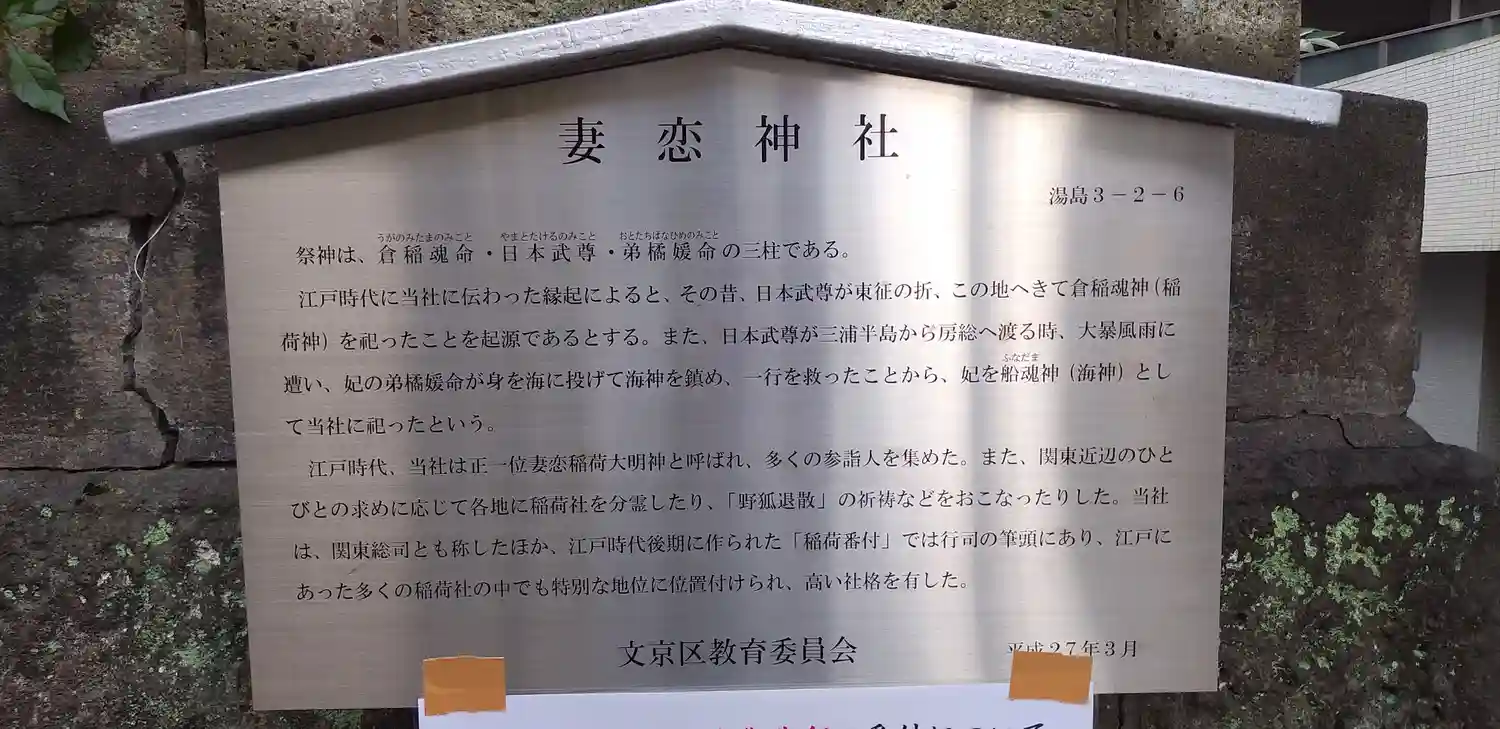 妻恋神社
湯島3-2-6
うがのみたまのみこと やまとたけるのみこと おとたちばなひめのみこと
祭神は、倉稲魂命・日本武尊・弟橘媛命の三柱である。
江戸時代に当社に伝わった縁起によると、その昔、日本武尊が東征の折、この地へきて倉稲魂神(稲
荷神)を祀ったことを起源であるとする。また、日本武尊が三浦半島から房総へ渡る時、大暴風雨に
ふなだま
遭い、妃の弟橘媛命が身を海に投げて海神を鎮め、一行を救ったことから、妃を船魂神(海神)とし
て当社に祀ったという。
江戸時代、当社は正一位妻恋稲荷大明神と呼ばれ、多くの参詣人を集めた。また、関東近辺のひと
びとの求めに応じて各地に稲荷社を分霊したり、「野狐退散」の祈祷などをおこなったりした。当社
は、関東総司とも称したほか、江戸時代後期に作られた「稲荷番付」では行司の筆頭にあり、江戸に
あった多くの稲荷社の中でも特別な地位に位置付けられ、高い社格を有した。
文京区教育委員会
平成27年3月